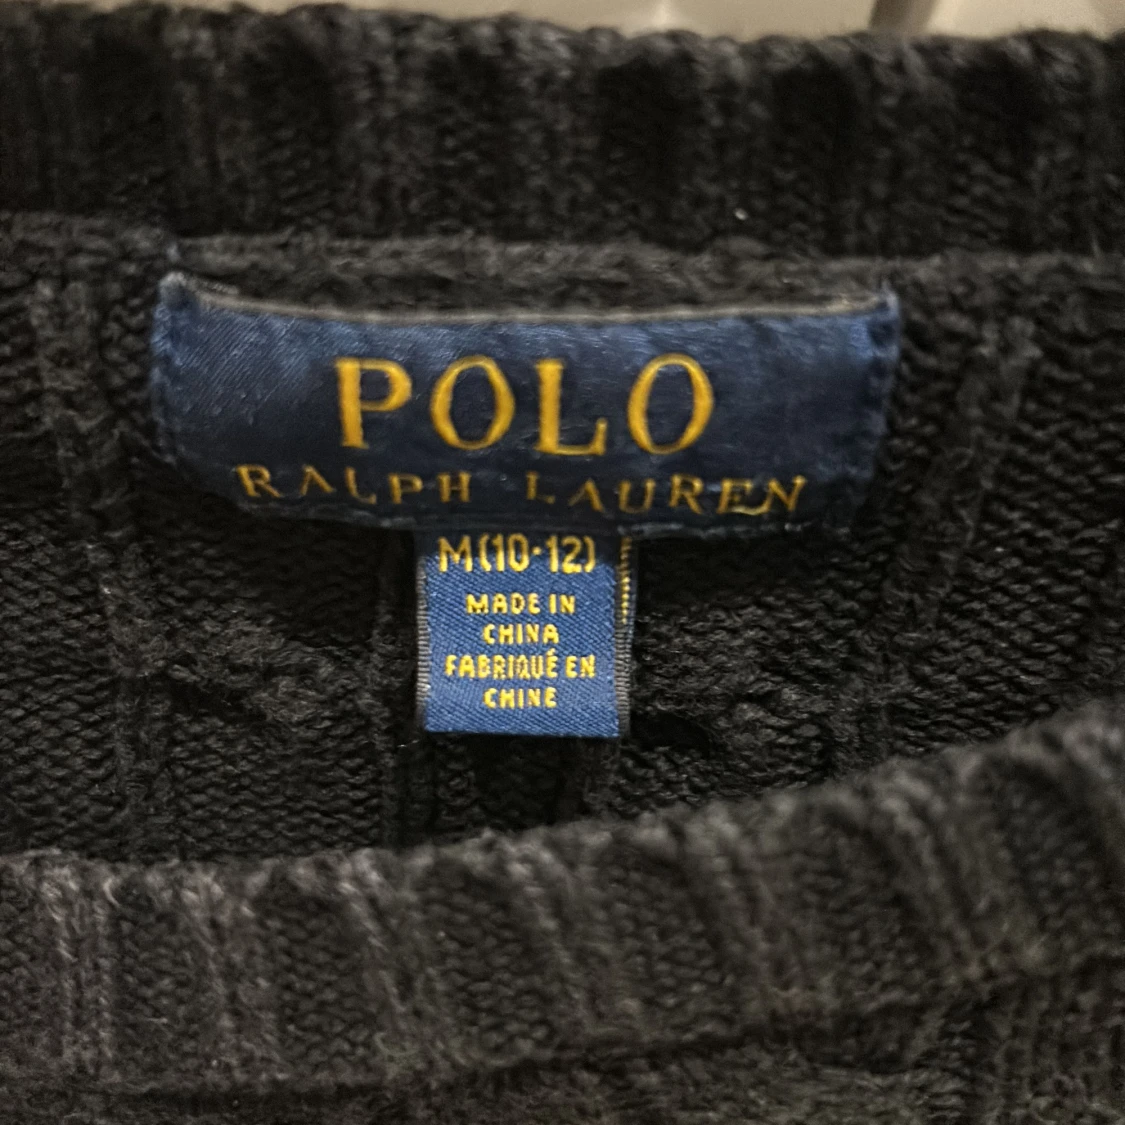 POLO
RALPH LAUREN
M(10·12)
MADE IN
CHINA
FABRIQUÉ EN
CHINE